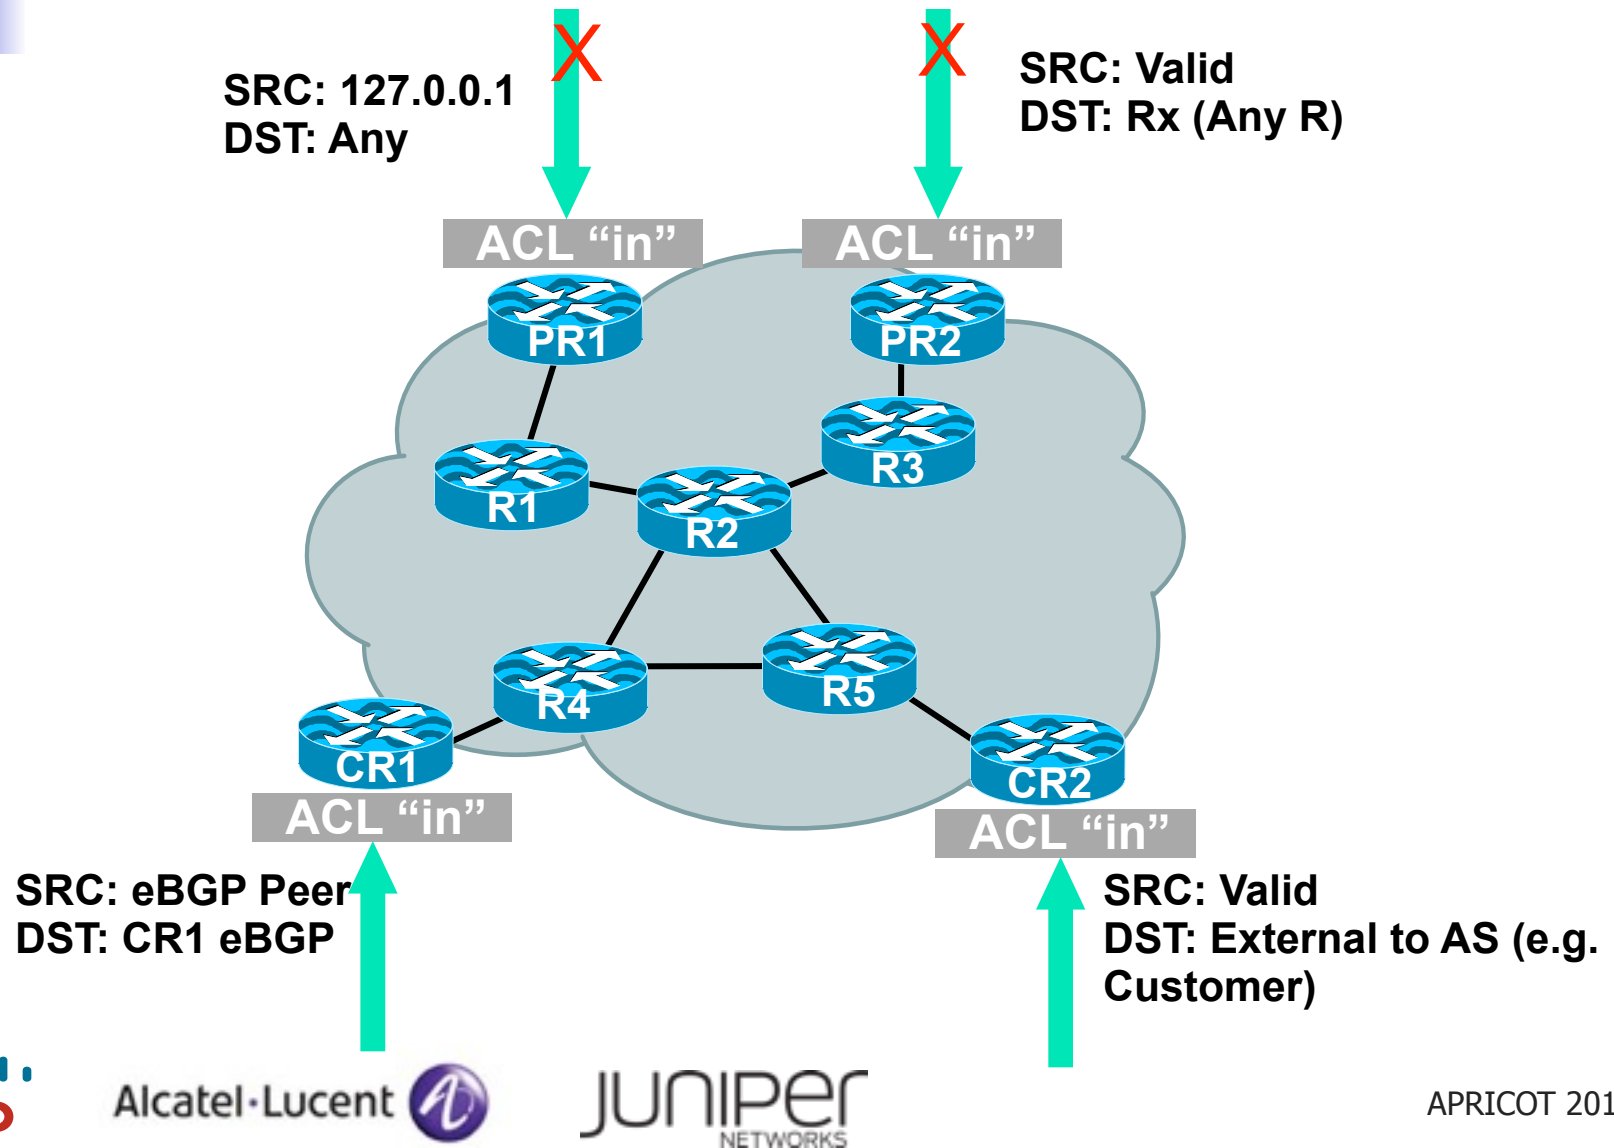 SRC: 127.0.0.1
DST: Any
X
X
SRC: Valid
DST: Rx (Any R)
ACL “in”
ACL “in”
PR1
PR2
R3
R1
R2
R4
R5
CR1
CR2
ACL “in”
ACL “in”
SRC: eBGP Peer
DST: CR1 eBGP
SRC: Valid
DST: External to AS (e.g.
Customer)
Alcatel·Lucent
JUNIPer
NETWORKS
APRICOT 201